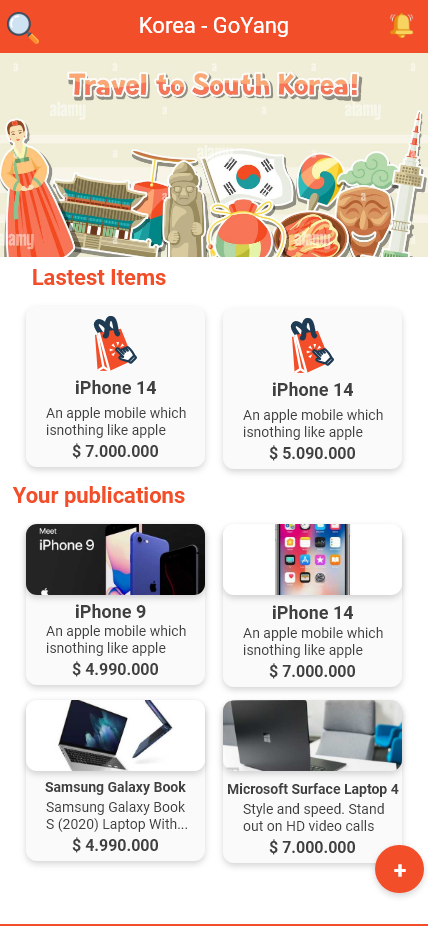 Korea - GoYang
Travel to South Korea!
alamy
alamy
alamy
Lastest Items
iPhone 14
An apple mobile which
isnothing like apple
$ 7.000.000
iPhone 14
An apple mobile which
isnothing like apple
$ 5.090.000
Your publications
Meet
iPhone 9
iPhone 9
An apple mobile which
isnothing like apple
$ 4.990.000
iPhone 14
An apple mobile which
isnothing like apple
$ 7.000.000
Samsung Galaxy Book
Samsung Galaxy Book
S (2020) Laptop With...
$ 4.990.000
Microsoft Surface Laptop 4
Style and speed. Stand
out on HD video calls
$ 7.000.000
+